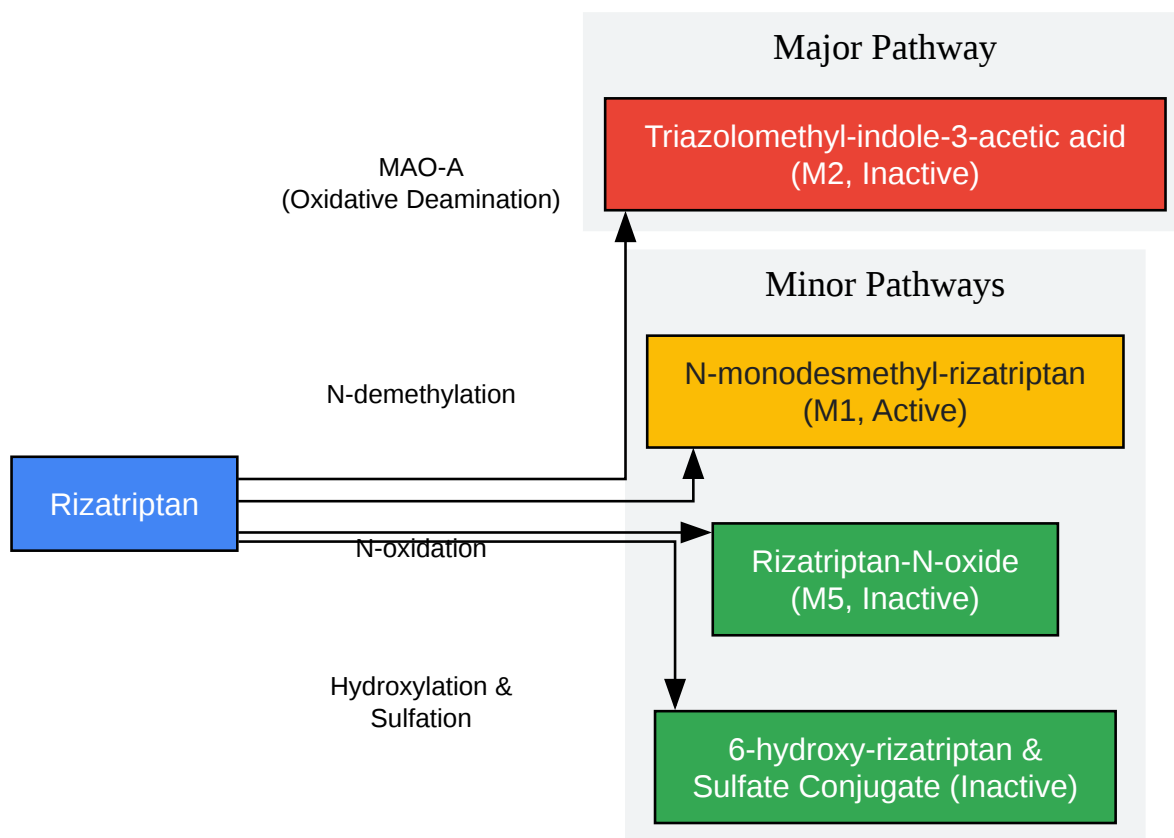 Major Pathway
Triazolomethyl-indole-3-acetic acid
(M2, Inactive)
MAO-A
(Oxidative Deamination)
Minor Pathways
N-monodesmethyl-rizatriptan
(M1, Active)
N-demethylation
Rizatriptan
N-oxidation
Rizatriptan-N-oxide
(M5, Inactive)
Hydroxylation &
Sulfation
6-hydroxy-rizatriptan &
Sulfate Conjugate (Inactive)